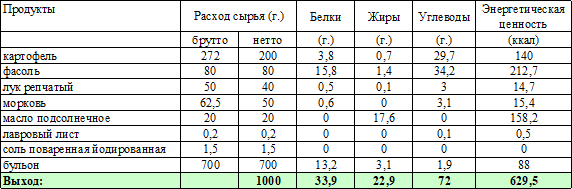 Продукты Расход сырья (г.) Белки Жиры Углеводы Энергетическая ценность
брутто нетто (г.) (г.) (г.) (ккал)
картофель 272 200 3,8 0,7 29,7 140
фасоль 80 80 15,8 1,4 34,2 212,7
лук репчатый 50 40 0,5 0,1 3 14,7
морковь 62,5 50 0,6 0 3,1 15,4
масло подсолнечное 20 20 0 17,6 0 158,2
лавровый лист 0,2 0,2 0 0 0,1 0,5
соль поваренная йодированная 1,5 1,5 0 0 0 0
бульон 700 700 13,2 3,1 1,9 88
Выход: 1000 33,9 22,9 72 629,5